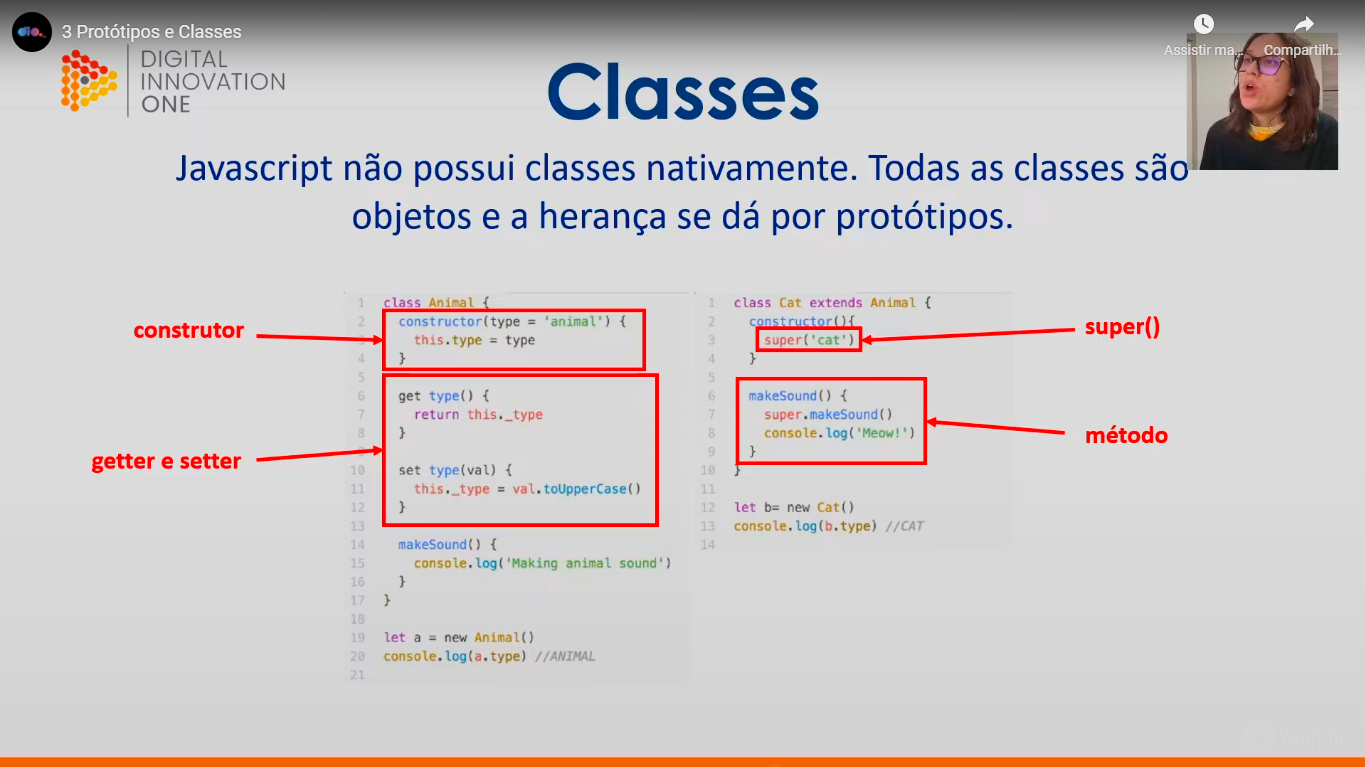 3 Protótipos e Classes
Assistir ma...
Compartilh...
DIGITAL
INNOVATION
ONE
Classes
Javascript não possui classes nativamente. Todas as classes são
objetos e a herança se dá por protótipos.
construtor
getter e setter
1 class Animal {
2 constructor(type = 'animal') {
3 this.type = type
4 }
5
6 get type() {
7 return this._type
8 }
9
10 set type(val) {
11 this._type = val.toUpperCase()
12 }
13
14 makeSound() {
15 console.log('Making animal sound')
16 }
17 }
18
19 let a = new Animal()
20 console.log(a.type) //ANIMAL
21
1 class Cat extends Animal {
2 constructor(){
3 super('cat')
4 }
5
6 makeSound() {
7 super.makeSound()
8 console.log('Meow!')
9 }
10 }
11
12 let b= new Cat()
13 console.log(b.type) //CAT
14
super()
método